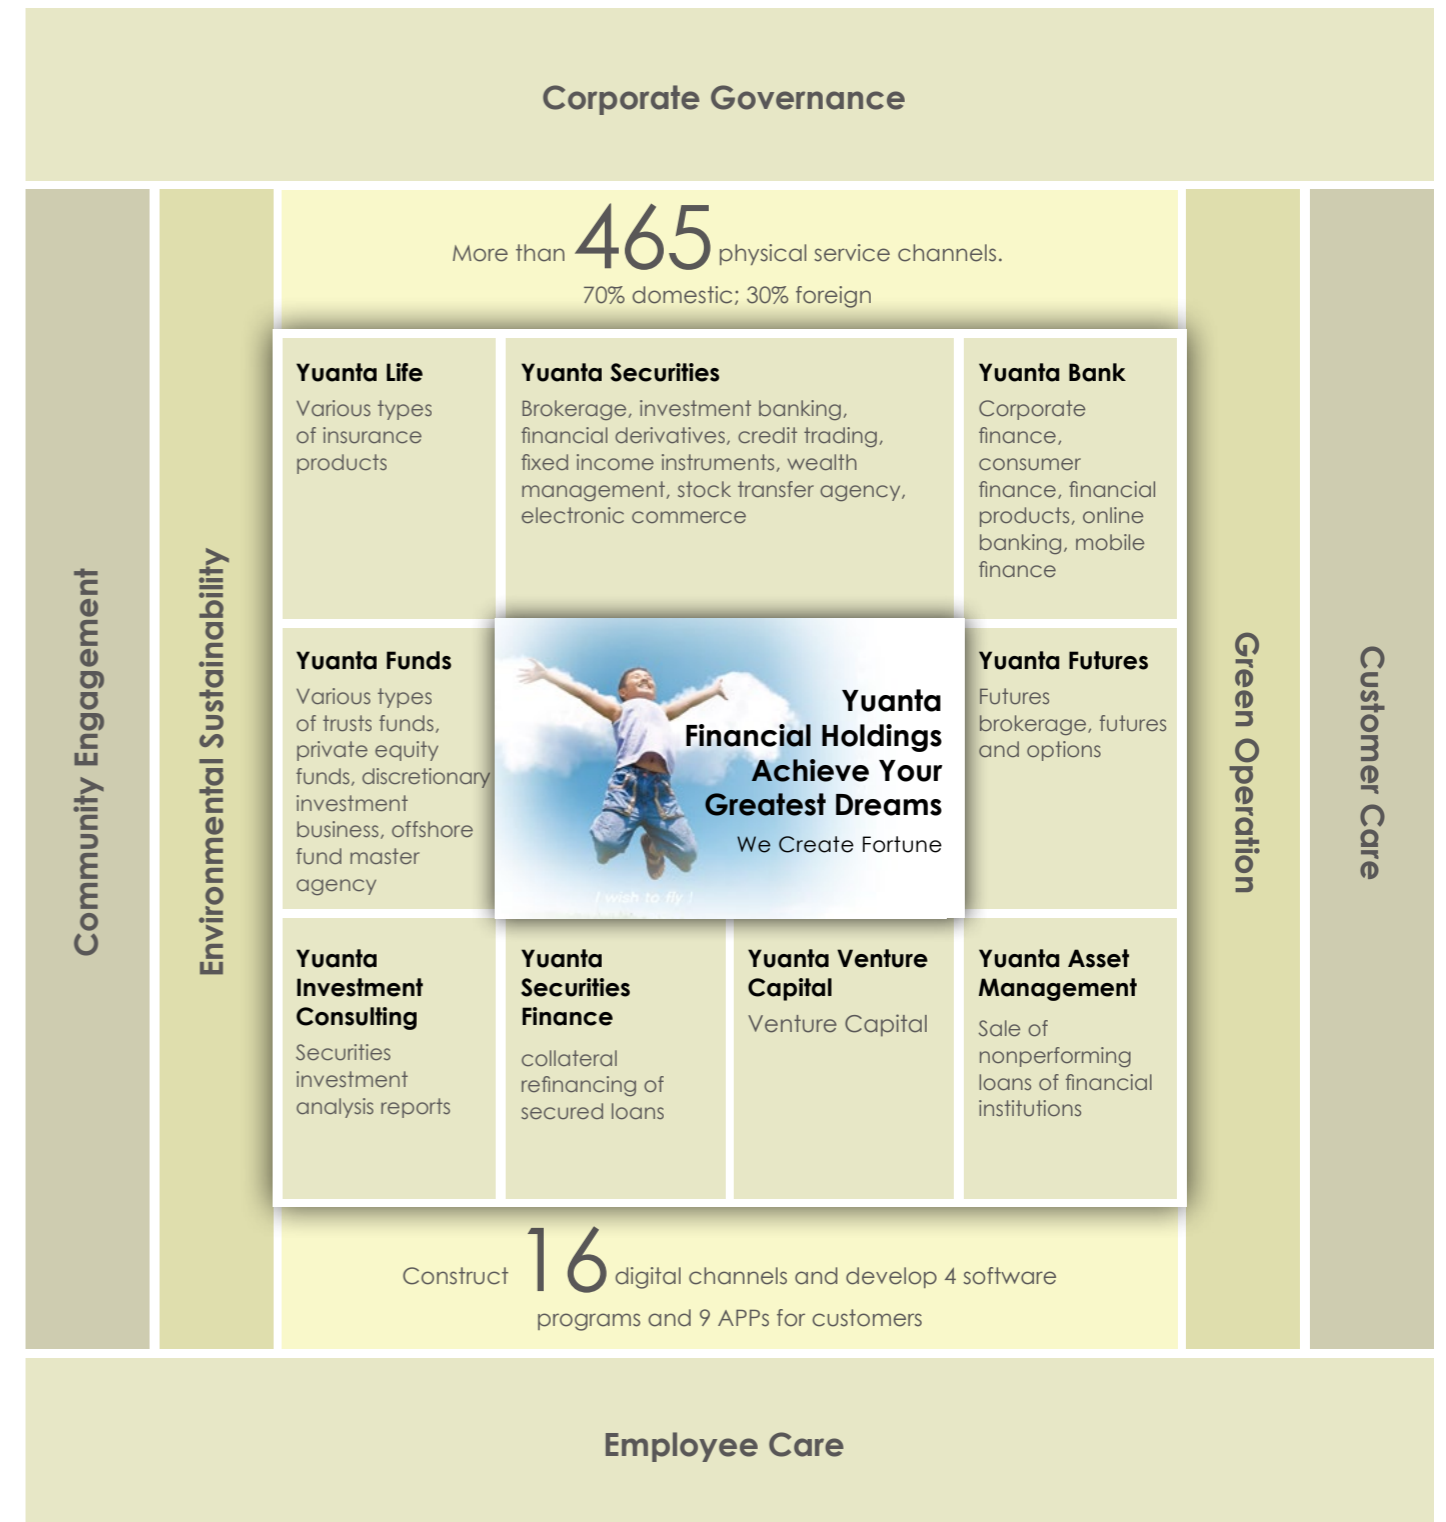 Corporate Governance
Community Engagement
Environmental Sustainability
More than 465 physical service channels.
70% domestic; 30% foreign
Yuanta Life
Various types
of insurance
products
Yuanta Securities
Brokerage, investment banking,
financial derivatives, credit trading,
fixed income instruments, wealth
management, stock transfer agency,
electronic commerce
Yuanta Bank
Corporate
finance,
consumer
finance, financial
products, online
banking, mobile
finance
Yuanta Funds
Various types
of trusts funds,
private equity
funds, discretionary
investment
business, offshore
fund master
agency
Yuanta
Financial Holdings
Achieve Your
Greatest Dreams
We Create Fortune
I wish to fly !
Yuanta Futures
Futures
brokerage, futures
and options
Yuanta
Investment
Consulting
Securities
investment
analysis reports
Yuanta
Securities
Finance
collateral
refinancing of
secured loans
Yuanta Venture
Capital
Venture Capital
Yuanta Asset
Management
Sale of
nonperforming
loans of financial
institutions
Construct 16 digital channels and develop 4 software
programs and 9 APPs for customers
Green Operation
Customer Care
Employee Care